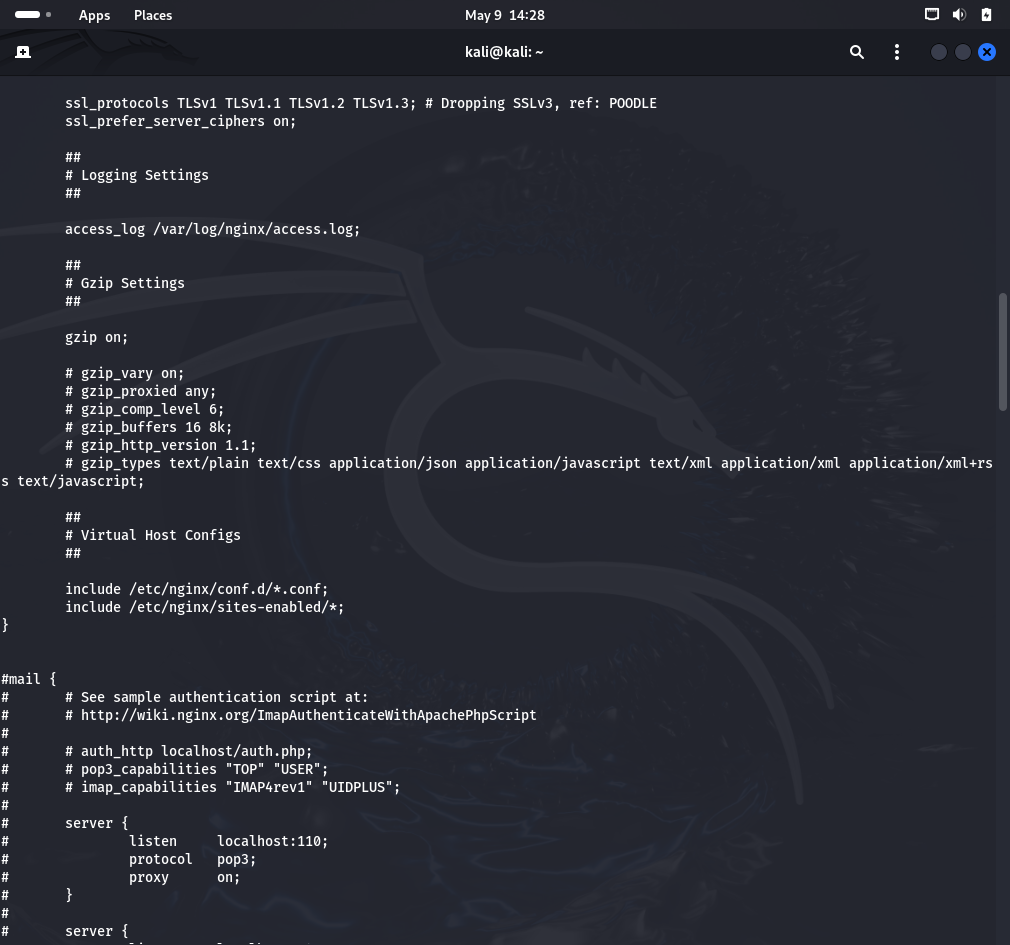 Apps Places May 9 14:28
kali@kali: ~
ssl_protocols TLSv1 TLSv1.1 TLSv1.2 TLSv1.3; # Dropping SSLv3, ref: POODLE
ssl_prefer_server_ciphers on;
##
# Logging Settings
##
access_log /var/log/nginx/access.log;
##
# Gzip Settings
##
gzip on;
# gzip_vary on;
# gzip_proxied any;
# gzip_comp_level 6;
# gzip_buffers 16 8k;
# gzip_http_version 1.1;
# gzip_types text/plain text/css application/json application/javascript text/xml application/xml application/xml+rs
s text/javascript;
##
# Virtual Host Configs
##
include /etc/nginx/conf.d/*.conf;
include /etc/nginx/sites-enabled/*;
}
#mail {
#       # See sample authentication script at:
#       # http://wiki.nginx.org/ImapAuthenticateWithApachePhpScript
#
#       # auth_http localhost/auth.php;
#       # pop3_capabilities "TOP" "USER";
#       # imap_capabilities "IMAP4rev1" "UIDPLUS";
#
#       server {
#               listen     localhost:110;
#               protocol   pop3;
#               proxy      on;
#       }
#
#       server {